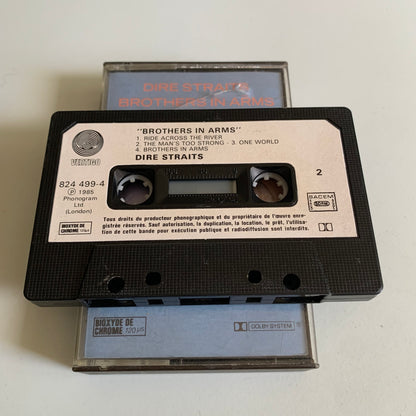 DIRE STRAITS
BROTHERS IN ARMS
"BROTHERS IN ARMS"
1. RIDE ACROSS THE RIVER
2. THE MAN'S TOO STRONG - 3. ONE WORLD
4. BROTHERS IN ARMS
DIRE STRAITS
VERTIGO
824 499-4
Ⓟ 1985
Phonogram
Ltd
(London)
2
SACEM
BIOXYDE DE
CHROME
Tous droits du producteur phonographique et du propriétaire de l'œuvre enre-
gistrée réservés. Sauf autorisation, la duplication, la location, le prêt, l'utilisa-
tion de cette bande pour exécution publique et radiodiffusion sont interdits.
BIOXYDE DE
CHROME 120 µs
DOLBY SYSTEM